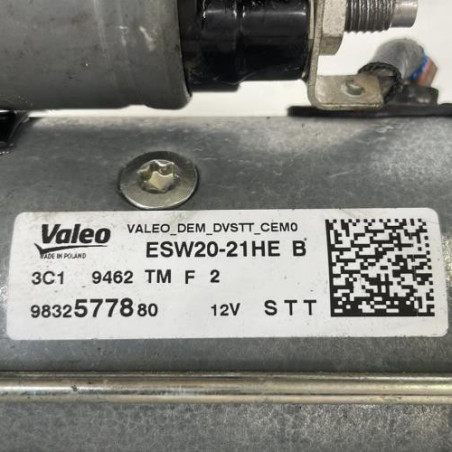 Valeo VALEO_DEM_DVSTT_CEM0
MADE IN POLAND ESW20-21HE B
3C1 9462 TM F 2
9832577880 12V STT